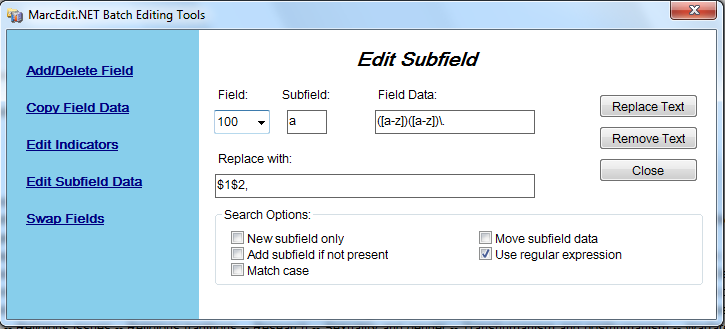 MarcEdit.NET Batch Editing Tools
Edit Subfield
Add/Delete Field
Copy Field Data
Edit Indicators
Edit Subfield Data
Swap Fields
Field: Subfield: Field Data:
100 a ([a-z])([a-z])\.
Replace with:
$1$2,
Replace Text
Remove Text
Close
Search Options:
New subfield only
Add subfield if not present
Match case
Move subfield data
Use regular expression